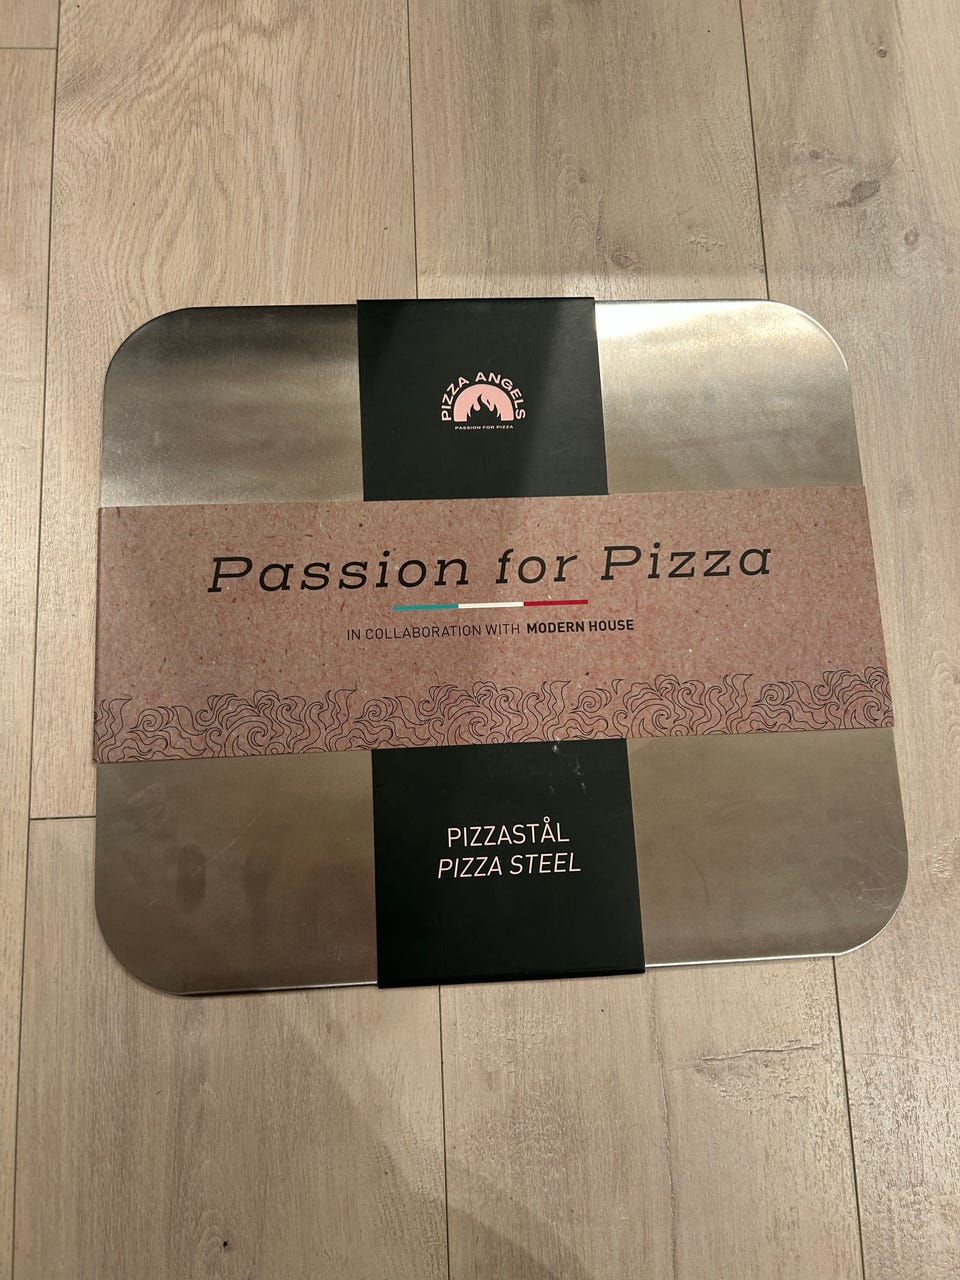 PIZZA ANGELS
PASSION FOR PIZZA
Passion for Pizza
IN COLLABORATION WITH MODERN HOUSE
PIZZASTÅL
PIZZA STEEL